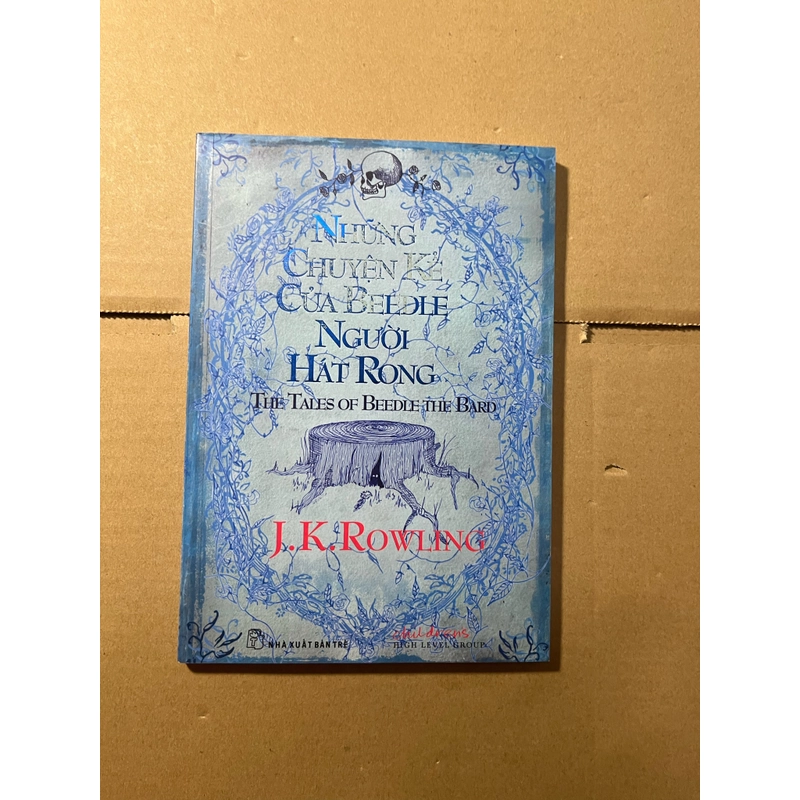 NHỮNG
CHUYỆN KỂ
CỦA BEEDLE
NGƯỜI
HÁT RONG
THE TALES OF BEEDLE THE BARD
J.K.ROWLING
NHÀ XUẤT BẢN TRẺ
children's
HIGH LEVEL GROUP